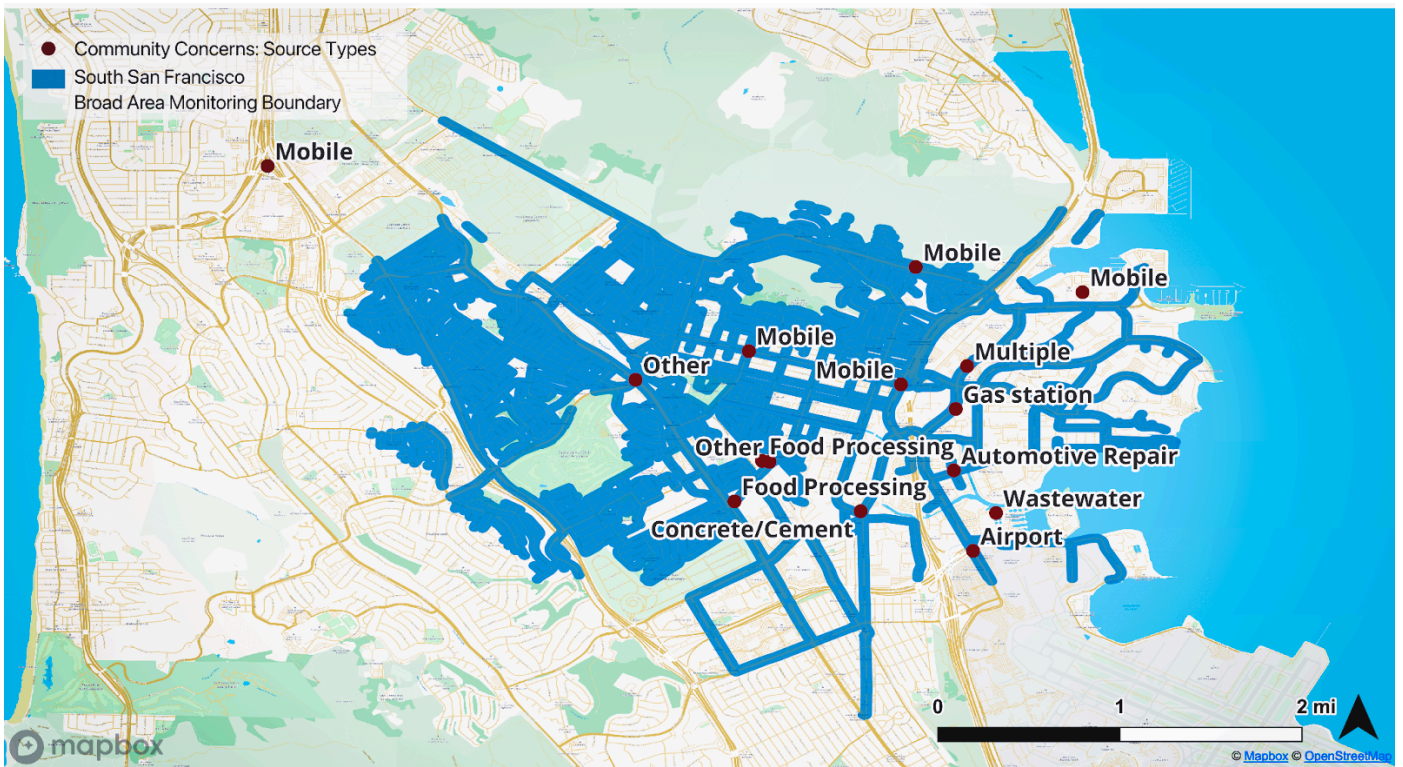 Community Concerns: Source Types
South San Francisco
Broad Area Monitoring Boundary
Mobile
Mobile
Mobile
Mobile
Multiple
Other
Mobile
Gas station
Other Food Processing
Automotive Repair
Food Processing
Wastewater
Concrete/Cement
Airport
0 1 2 mi
mapbox
© Mapbox © OpenStreetMap